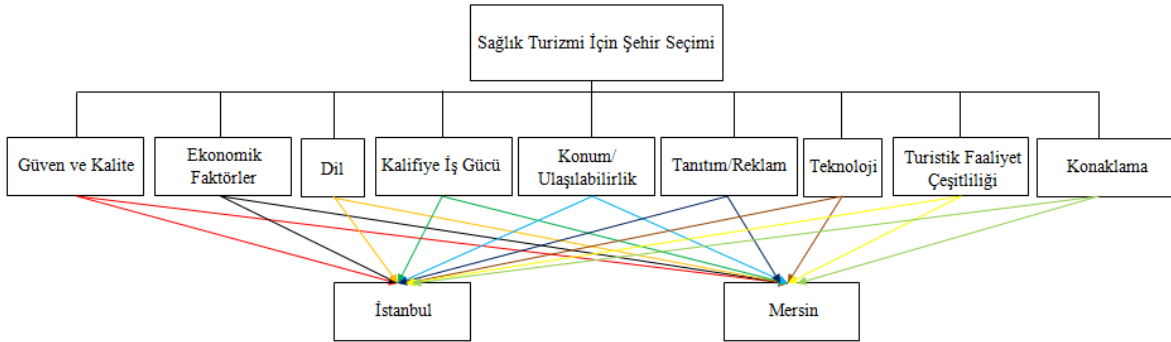 Sağlık Turizmi İçin Şehir Seçimi
Güven ve Kalite
Ekonomik
Faktörler
Dil
Kalifiye İş Gücü
Konum/
Ulaşılabilirlik
Tanıtım/Reklam
Teknoloji
Turistik Faaliyet
Çeşitliliği
Konaklama
İstanbul
Mersin